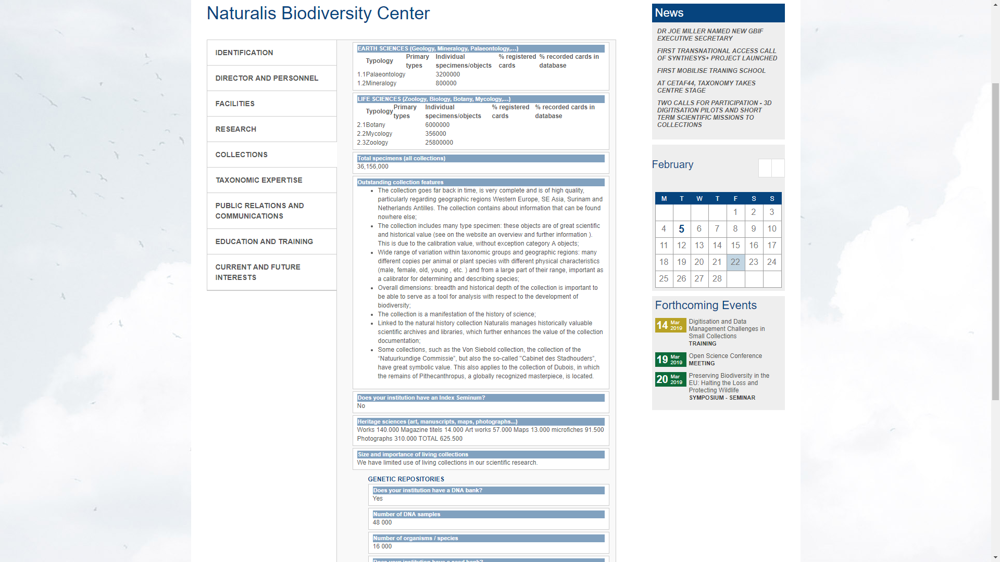 Naturalis Biodiversity Center
IDENTIFICATION
DIRECTOR AND PERSONNEL
FACILITIES
RESEARCH
COLLECTIONS
TAXONOMIC EXPERTISE
PUBLIC RELATIONS AND
COMMUNICATIONS
EDUCATION AND TRAINING
CURRENT AND FUTURE
INTERESTS
EARTH SCIENCES (Geology, Mineralogy, Palaeontology,...)
Typology Primary types Individual specimens/objects % registered cards % recorded cards in database
1.1Palaeontology 3200000
1.2Mineralogy 800000
LIFE SCIENCES (Zoology, Biology, Botany, Mycology,...)
Typology Primary types Individual specimens/objects % registered cards % recorded cards in database
2.1Botany 6000000
2.2Mycology 356000
2.3Zoology 25800000
Total specimens (all collections)
36,156,000
Outstanding collection features
• The collection goes far back in time, is very complete and is of high quality,
particularly regarding geographic regions Western Europe, SE Asia, Surinam and
Netherlands Antilles. The collection contains about information that can be found
nowhere else;
• The collection includes many type specimen: these objects are of great scientific
and historical value (see on the website an overview and further information ).
This is due to the calibration value, without exception category A objects;
• Wide range of variation within taxonomic groups and geographic regions: many
different copies per animal or plant species with different physical characteristics
(male, female, old, young , etc. ) and from a large part of their range, important as
a calibrator for determining and describing species;
• Overall dimensions: breadth and historical depth of the collection is important to
be able to serve as a tool for analysis with respect to the development of
biodiversity;
• The collection is a manifestation of the history of science;
• Linked to the natural history collection Naturalis manages historically valuable
scientific archives and libraries, which further enhances the value of the collection
documentation;
• Some collections, such as the Von Siebold collection, the collection of the
“Natuurkundige Commissie”, but also the so-called "Cabinet des Stadhouders”,
have great symbolic value. This also applies to the collection of Dubois, in which
the remains of Pithecanthropus, a globally recognized masterpiece, is located.
Does your institution have an Index Seminum?
No
Heritage sciences (art, manuscripts, maps, photographs...)
Works 140.000 Magazine titels 14.000 Art works 57.000 Maps 13.000 microfiches 91.500
Photographs 310.000 TOTAL 625.500
Size and importance of living collections
We have limited use of living collections in our scientific research.
GENETIC REPOSITORIES
Does your institution have a DNA bank?
Yes
Number of DNA samples
48 000
Number of organisms / species
16 000
Does your institution have a seed bank?
News
DR JOE MILLER NAMED NEW GBIF
EXECUTIVE SECRETARY
FIRST TRANSNATIONAL ACCESS CALL
OF SYNTHESYS+ PROJECT LAUNCHED
FIRST MOBILISE TRANING SCHOOL
AT CETAF44, TAXONOMY TAKES
CENTRE STAGE
TWO CALLS FOR PARTICIPATION - 3D
DIGITISATION PILOTS AND SHORT
TERM SCIENTIFIC MISSIONS TO
COLLECTIONS
February
M T W T F S S
1 2 3
4 5 6 7 8 9 10
11 12 13 14 15 16 17
18 19 20 21 22 23 24
25 26 27 28
Forthcoming Events
14 Mar 2019 Digitisation and Data
Management Challenges in
Small Collections
TRAINING
19 Mar 2019 Open Science Conference
MEETING
20 Mar 2019 Preserving Biodiversity in the
EU: Halting the Loss and
Protecting Wildlife
SYMPOSIUM - SEMINAR